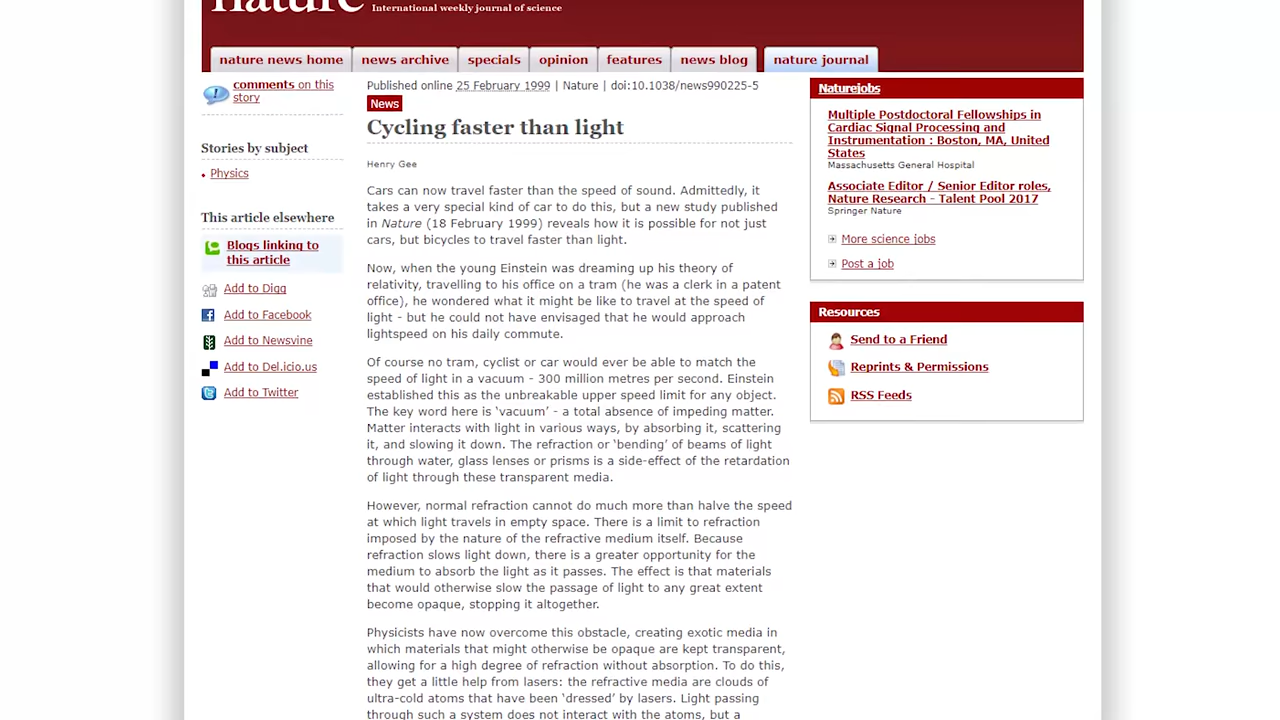 nature International weekly journal of science
nature news home news archive specials opinion features news blog nature journal
comments on this
story
Stories by subject
Physics
This article elsewhere
Blogs linking to
this article
Add to Digg
Add to Facebook
Add to Newsvine
Add to Del.icio.us
Add to Twitter
Published online 25 February 1999 | Nature | doi:10.1038/news990225-5
News
Cycling faster than light
Henry Gee
Cars can now travel faster than the speed of sound. Admittedly, it
takes a very special kind of car to do this, but a new study published
in Nature (18 February 1999) reveals how it is possible for not just
cars, but bicycles to travel faster than light.
Now, when the young Einstein was dreaming up his theory of
relativity, travelling to his office on a tram (he was a clerk in a patent
office), he wondered what it might be like to travel at the speed of
light - but he could not have envisaged that he would approach
lightspeed on his daily commute.
Of course no tram, cyclist or car would ever be able to match the
speed of light in a vacuum - 300 million metres per second. Einstein
established this as the unbreakable upper speed limit for any object.
The key word here is ‘vacuum’ - a total absence of impeding matter.
Matter interacts with light in various ways, by absorbing it, scattering
it, and slowing it down. The refraction or ‘bending’ of beams of light
through water, glass lenses or prisms is a side-effect of the retardation
of light through these transparent media.
However, normal refraction cannot do much more than halve the speed
at which light travels in empty space. There is a limit to refraction
imposed by the nature of the refractive medium itself. Because
refraction slows light down, there is a greater opportunity for the
medium to absorb the light as it passes. The effect is that materials
that would otherwise slow the passage of light to any great extent
become opaque, stopping it altogether.
Physicists have now overcome this obstacle, creating exotic media in
which materials that might otherwise be opaque are kept transparent,
allowing for a high degree of refraction without absorption. To do this,
they get a little help from lasers: the refractive media are clouds of
ultra-cold atoms that have been ‘dressed’ by lasers. Light passing
through such a system does not interact with the atoms, but a
Naturejobs
Multiple Postdoctoral Fellowships in
Cardiac Signal Processing and
Instrumentation : Boston, MA, United
States
Massachusetts General Hospital
Associate Editor / Senior Editor roles,
Nature Research - Talent Pool 2017
Springer Nature
More science jobs
Post a job
Resources
Send to a Friend
Reprints & Permissions
RSS Feeds